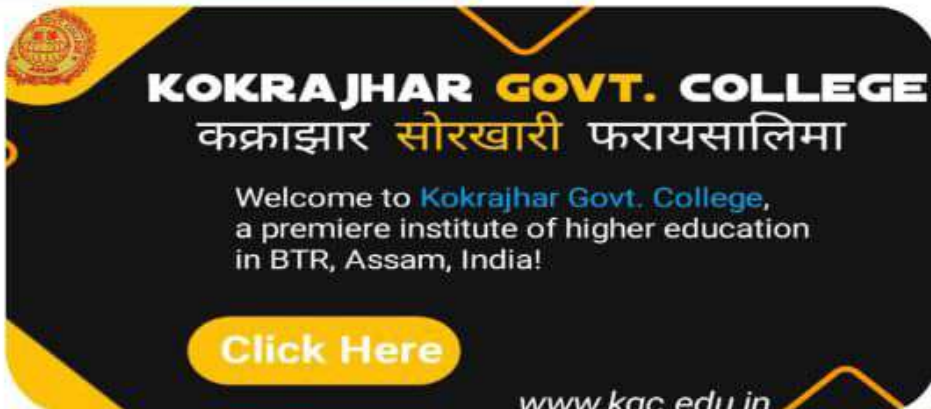 KOKRAJHAR GOVT. COLLEGE
कक्राझार सोरखारी फरायसालिमा
Welcome to Kokrajhar Govt. College,
a premiere institute of higher education
in BTR, Assam, India!
Click Here
www.kgc.edu.in